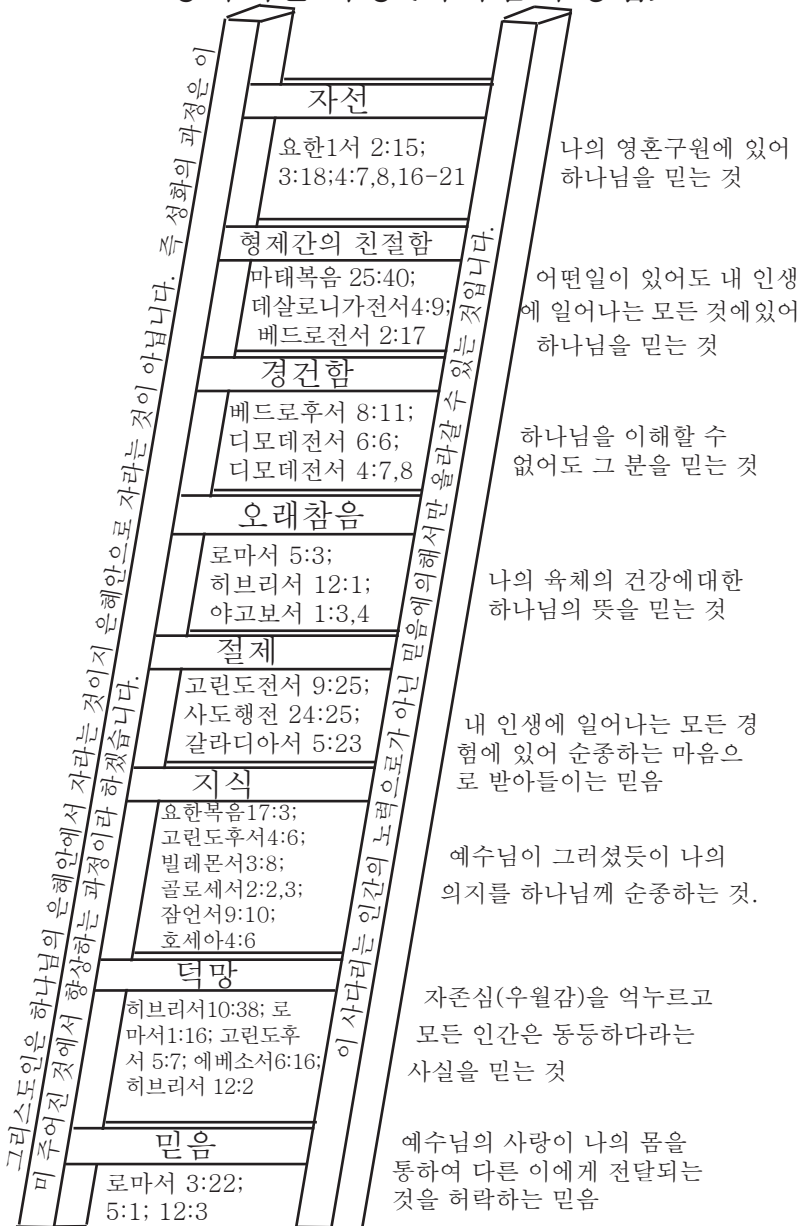 자선
요한1서 2:15;
3:18;4:7,8,16-21
나의 영혼구원에 있어
하나님을 믿는 것
형제간의 친절함
마태복음 25:40;
데살로니가전서4:9;
베드로전서 2:17
어떤일이 있어도 내 인생
에 일어나는 모든 것에있어
하나님을 믿는 것
경건함
베드로후서 8:11;
디모데전서 6:6;
디모데전서 4:7,8
하나님을 이해할 수
없어도 그 분을 믿는 것
오래참음
로마서 5:3;
히브리서 12:1;
야고보서 1:3,4
나의 육체의 건강에대한
하나님의 뜻을 믿는 것
절제
고린도전서 9:25;
사도행전 24:25;
갈라디아서 5:23
내 인생에 일어나는 모든 경
험에 있어 순종하는 마음으
로 받아들이는 믿음
지식
요한복음17:3;
고린도후서4:6;
빌레몬서3:8;
골로세서2:2,3;
잠언서9:10;
호세아4:6
예수님이 그러셨듯이 나의
의지를 하나님께 순종하는 것.
덕망
히브리서10:38; 로
마서1:16; 고린도후
서 5:7; 에베소서6:16;
히브리서 12:2
자존심(우월감)을 억누르고
모든 인간은 동등하다라는
사실을 믿는 것
믿음
로마서 3:22;
5:1; 12:3
예수님의 사랑이 나의 몸을
통하여 다른 이에게 전달되는
것을 허락하는 믿음
그리스도인은 하나님의 은혜안에서 자라는 것이지 은혜안으로 자라는 것이 아닙니다. 즉 성화의 과정은 이
미 주어진 것에서 향상하는 과정이라 하겠습니다.
이 사다리는 인간의 노력으로가 아닌 믿음에의해서만 올라갈 수 있는 것입니다.